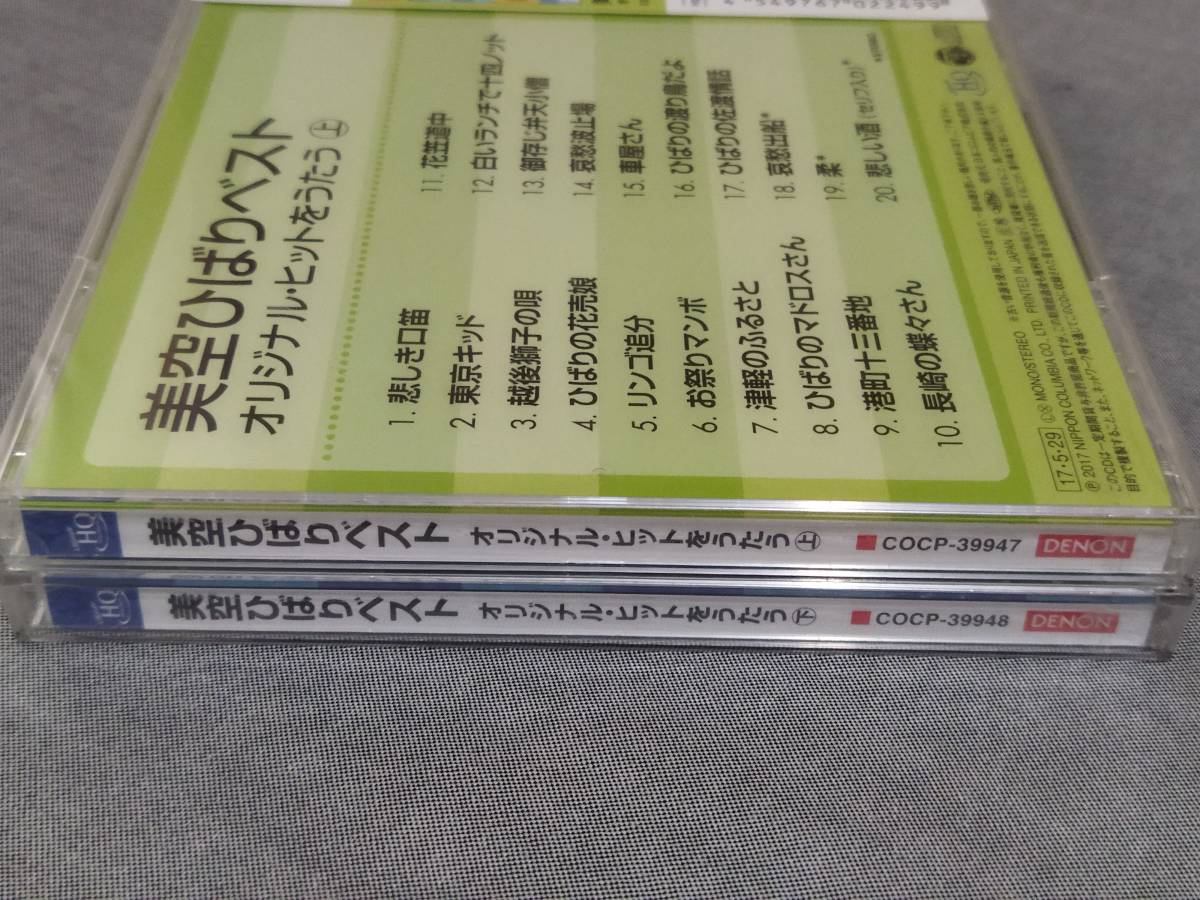 美空ひばりベスト
オリジナル・ヒットをうたう 上
1. 悲しき口笛
2. 東京キッド
3. 越後獅子の唄
4. ひばりの花売娘
5. リンゴ追分
6. お祭りマンボ
7. 津軽のふるさと
8. ひばりのマドロスさん
9. 港町十三番地
10. 長崎の蝶々さん
11. 花笠道中
12. 白いランチで十四ノット
13. 御存じ弁天小僧
14. 哀愁波止場
15. 車屋さん
16. ひばりの渡り鳥だよ
17. ひばりの佐渡情話
18. 哀愁出船*
19. 柔*
20. 悲しい酒(セリフ入り)*
17·5·29
MONO/STEREO
Ⓟ 2017 NIPPON COLUMBIA CO., LTD. PRINTED IN JAPAN
HQ 美空ひばりベスト オリジナル・ヒットをうたう 上 COCP-39947 DENON
HQ 美空ひばりベスト オリジナル・ヒットをうたう 下 COCP-39948 DENON